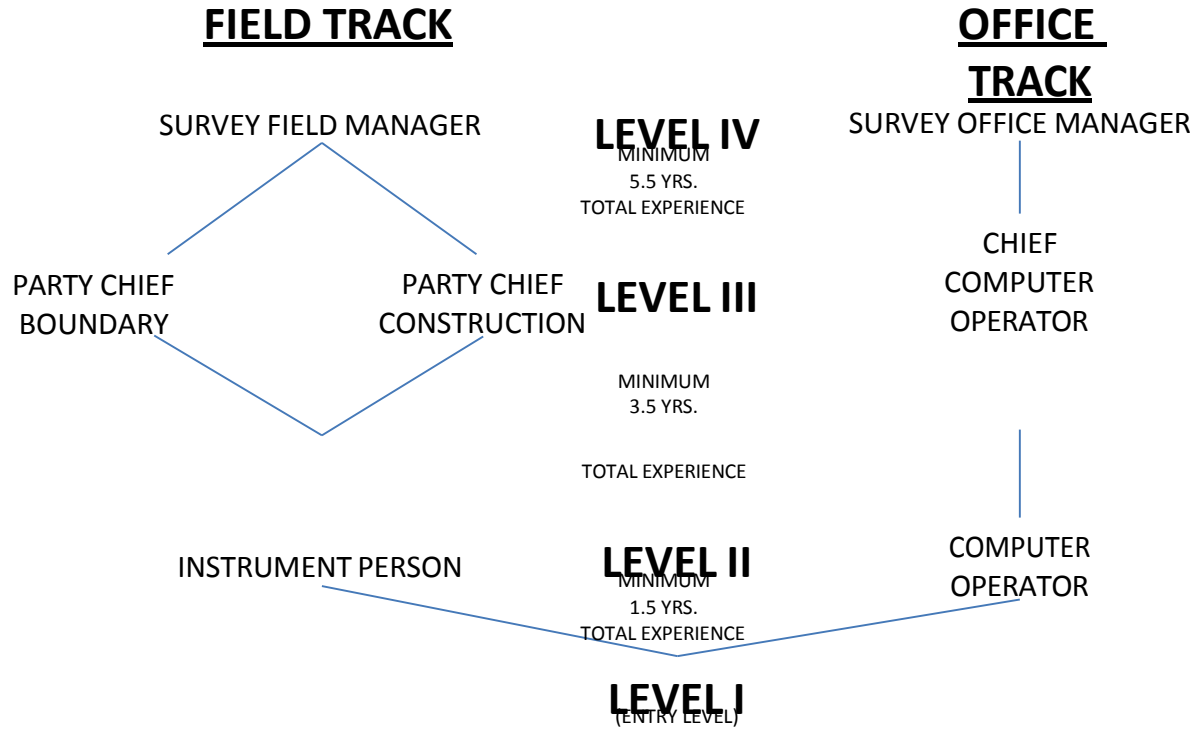 FIELD TRACK
OFFICE
TRACK
SURVEY FIELD MANAGER
LEVEL IV
MINIMUM
5.5 YRS.
TOTAL EXPERIENCE
SURVEY OFFICE MANAGER
PARTY CHIEF
BOUNDARY
PARTY CHIEF
CONSTRUCTION
LEVEL III
MINIMUM
3.5 YRS.
TOTAL EXPERIENCE
CHIEF
COMPUTER
OPERATOR
INSTRUMENT PERSON
LEVEL II
MINIMUM
1.5 YRS.
TOTAL EXPERIENCE
COMPUTER
OPERATOR
LEVEL I
(ENTRY LEVEL)